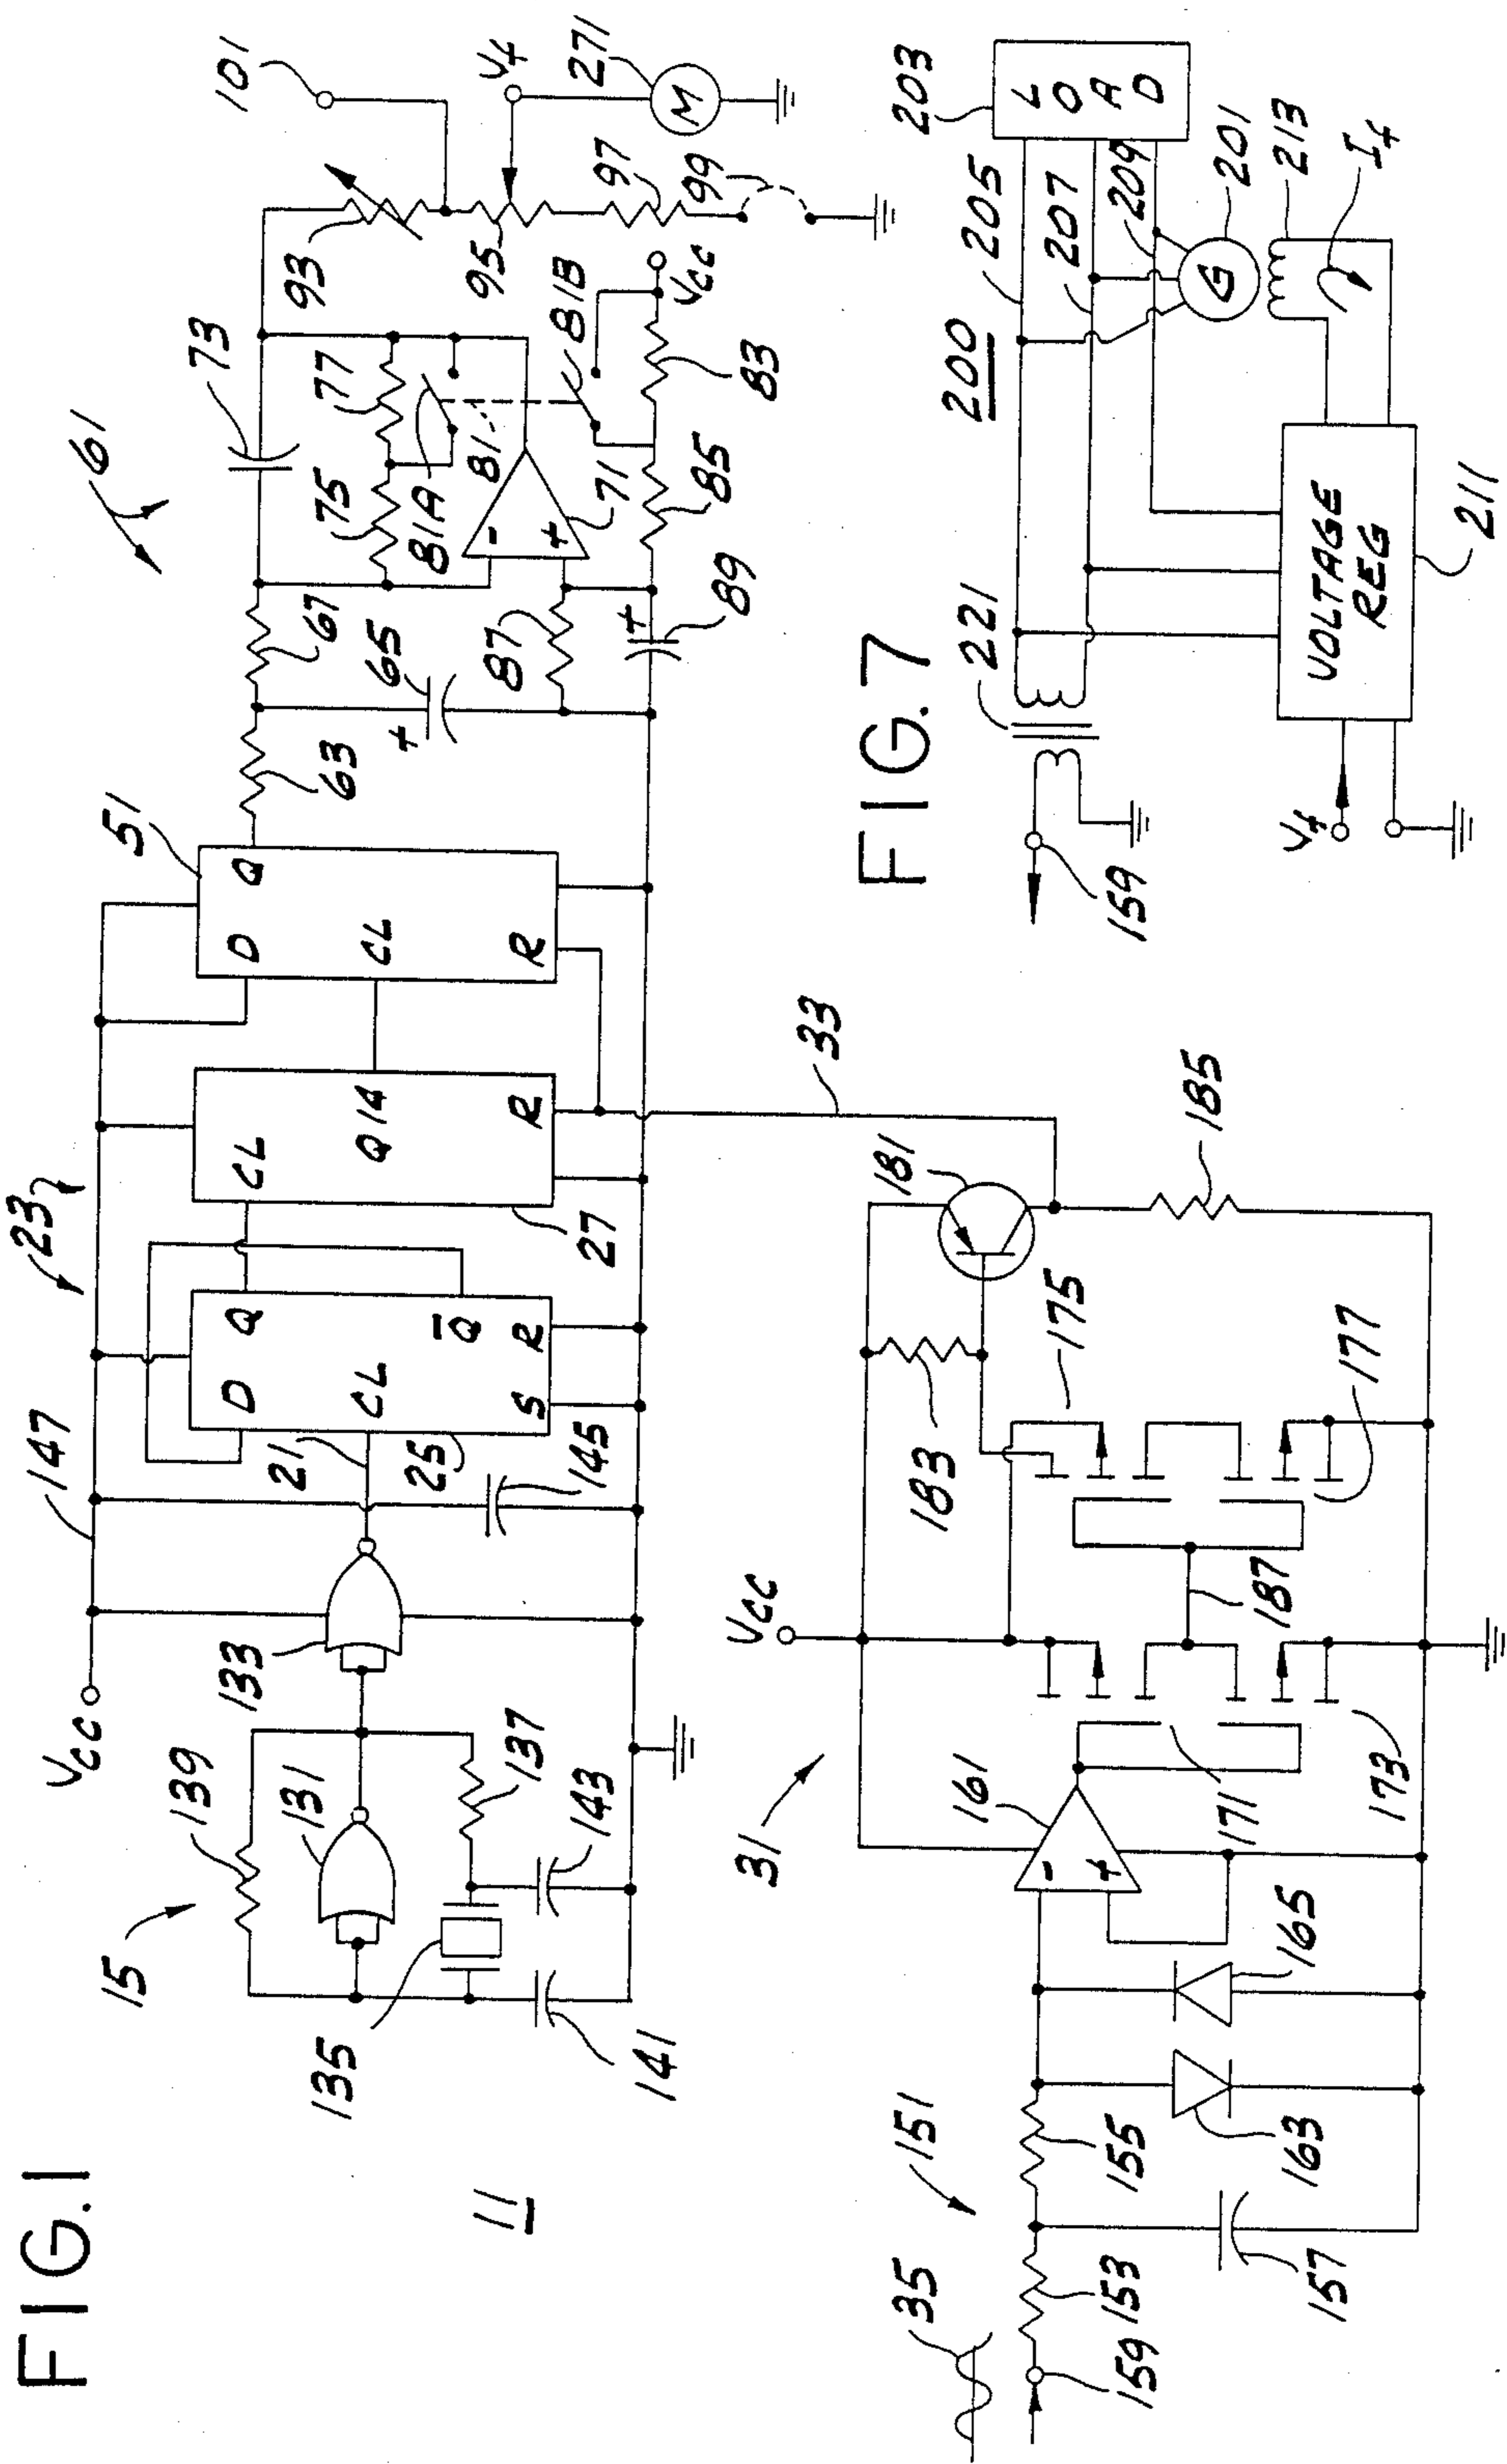 FIG. 1
11
15
139
131
135
137
141
143
Vcc
147
133
21
23
25
145
D
Q
CL
Q̅
S
R
27
CL
Q14
R
33
51
D
Q
CL
R
61
63
65
+
67
73
75
77
81A
81
81B
-
+
71
83
85
87
+
89
Vcc
93
95
97
99
101
Vf
271
M
35
159
151
153
155
157
163
165
31
161
-
+
171
173
Vcc
187
183
175
177
181
185
FIG. 7
200
159
221
205
207
209
203
LOAD
G
201
213
If
VOLTAGE
REG
211
Vf